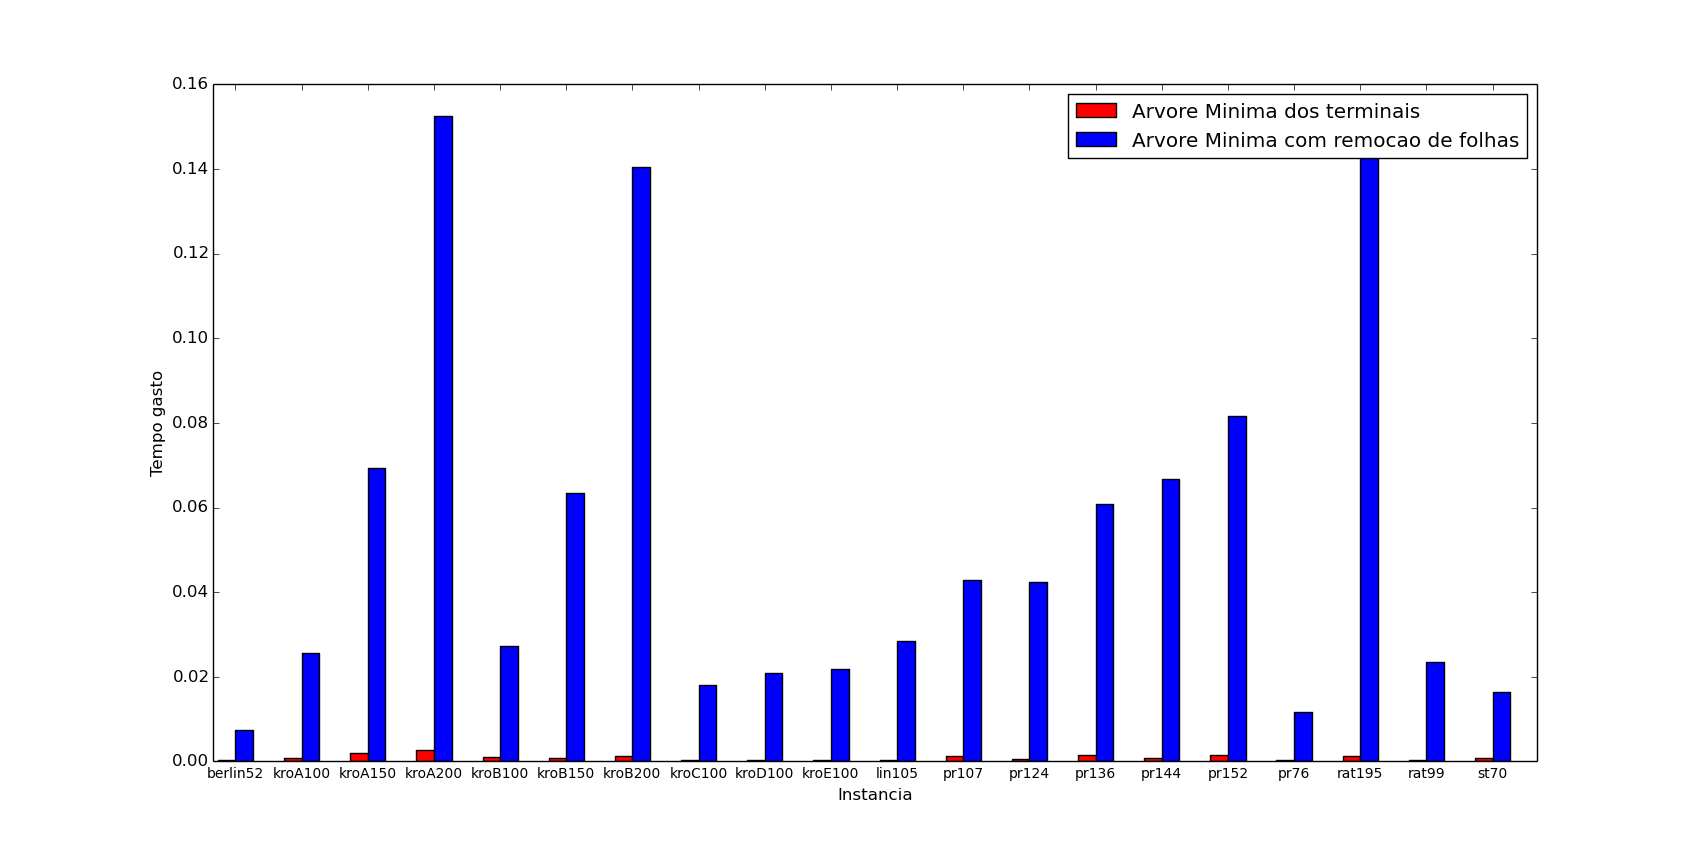 0.16
0.14
0.12
0.10
0.08
0.06
0.04
0.02
0.00
Tempo gasto
Arvore Minima dos terminais
Arvore Minima com remocao de folhas
berlin52 kroA100 kroA150 kroA200 kroB100 kroB150 kroB200 kroC100 kroD100 kroE100 lin105 pr107 pr124 pr136 pr144 pr152 pr76 rat195 rat99 st70
Instancia